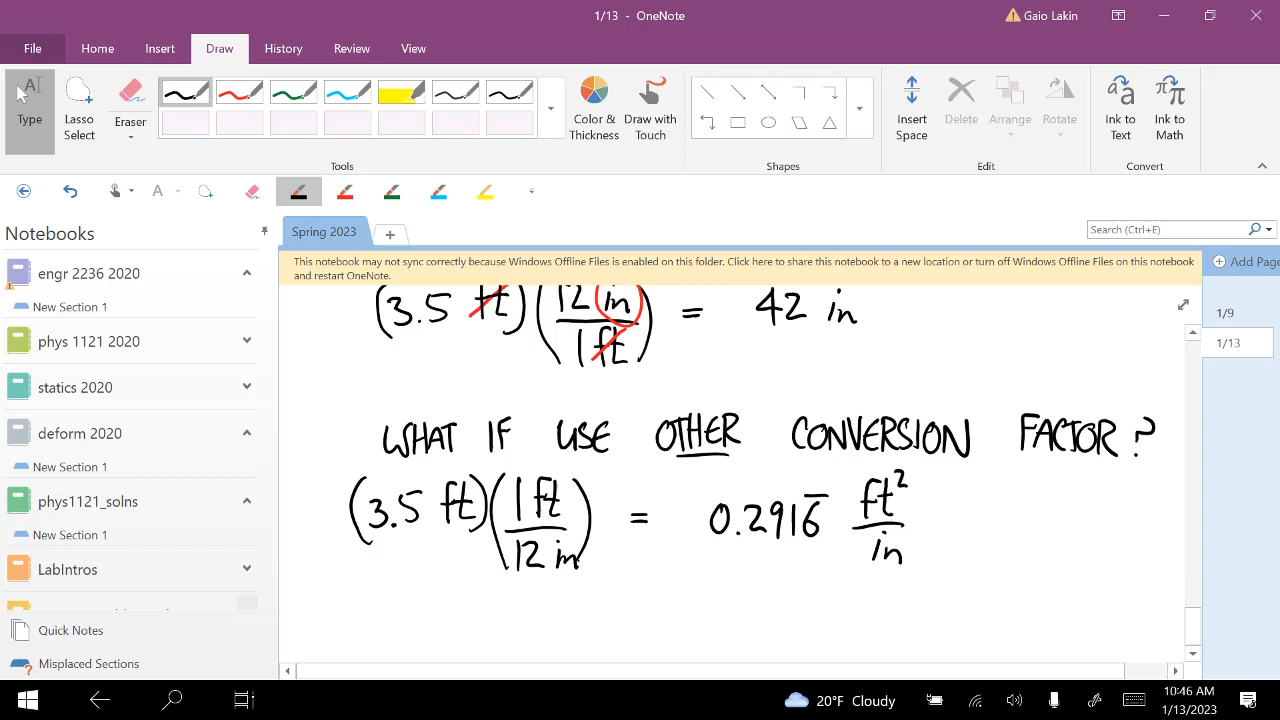 1/13 - OneNote
Gaio Lakin
File Home Insert Draw History Review View
Type
Lasso Select
Eraser
Color & Thickness
Draw with Touch
Insert Space
Delete
Arrange
Rotate
Ink to Text
Ink to Math
Tools Shapes Edit Convert
Notebooks
engr 2236 2020
New Section 1
phys 1121 2020
statics 2020
deform 2020
New Section 1
phys1121_solns
LabIntros
Quick Notes
Misplaced Sections
Spring 2023
Search (Ctrl+E)
This notebook may not sync correctly because Windows Offline Files is enabled on this folder. Click here to share this notebook to a new location or turn off Windows Offline Files on this notebook
and restart OneNote.
Add Page
1/9
1/13
(3.5 ft) (12 in / 1 ft) = 42 in
WHAT IF USE OTHER CONVERSION FACTOR ?
(3.5 ft) (1 ft / 12 in) = 0.2916̅ ft² / in
20°F Cloudy
10:46 AM
1/13/2023